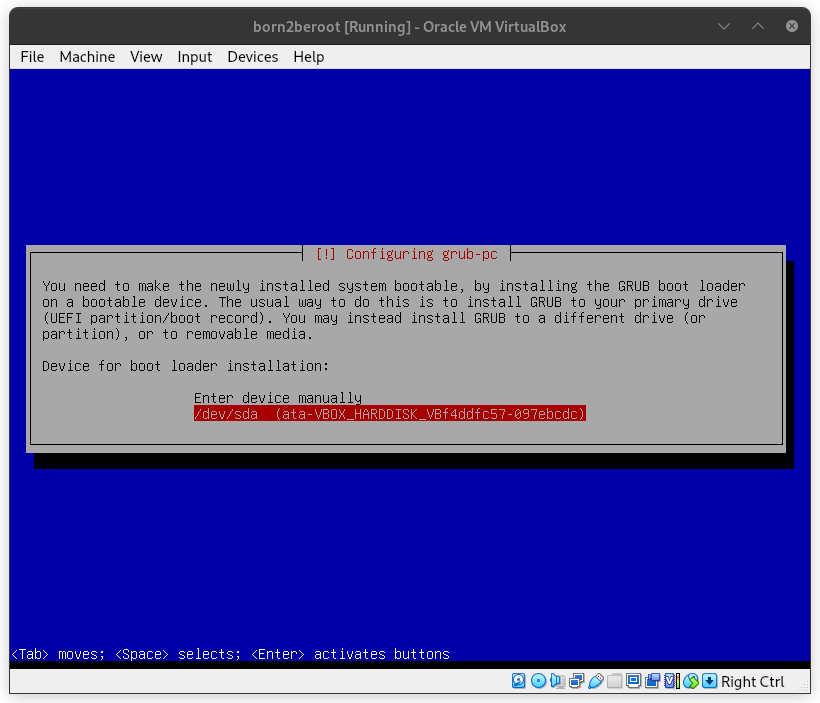 born2beroot [Running] - Oracle VM VirtualBox
File Machine View Input Devices Help
[!] Configuring grub-pc
You need to make the newly installed system bootable, by installing the GRUB boot loader
on a bootable device. The usual way to do this is to install GRUB to your primary drive
(UEFI partition/boot record). You may instead install GRUB to a different drive (or
partition), or to removable media.
Device for boot loader installation:
Enter device manually
/dev/sda (ata-VBOX_HARDDISK_VBf4ddfc57-097ebcdc)
<Tab> moves; <Space> selects; <Enter> activates buttons
Right Ctrl